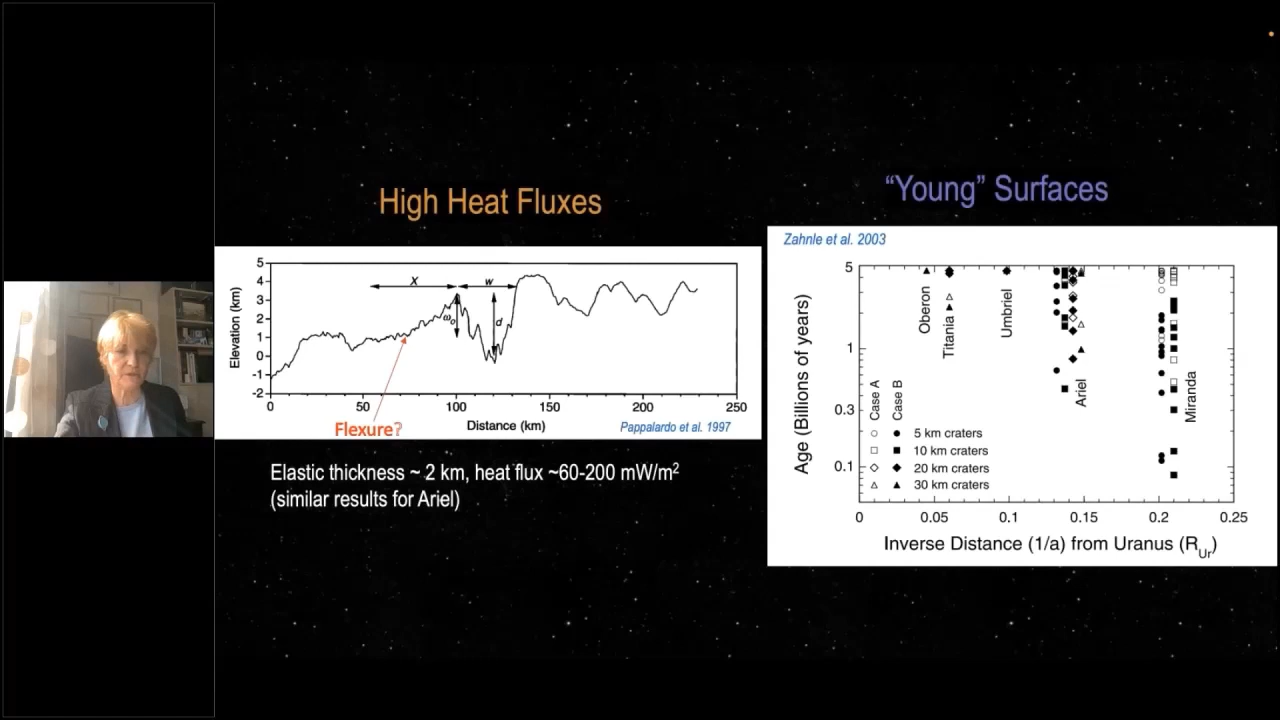 High Heat Fluxes
5
4
3
2
1
0
-1
-2
Elevation (km)
X
w
ω₀
d
0
50
100
150
200
250
Distance (km)
Flexure?
Pappalardo et al. 1997
Elastic thickness ~ 2 km, heat flux ~60-200 mW/m²
(similar results for Ariel)
“Young” Surfaces
Zahnle et al. 2003
5
1
0.3
0.1
Age (Billions of years)
Oberon
Titania
Umbriel
Ariel
Miranda
Case A
Case B
5 km craters
10 km craters
20 km craters
30 km craters
0
0.05
0.1
0.15
0.2
0.25
Inverse Distance (1/a) from Uranus (R_Ur)